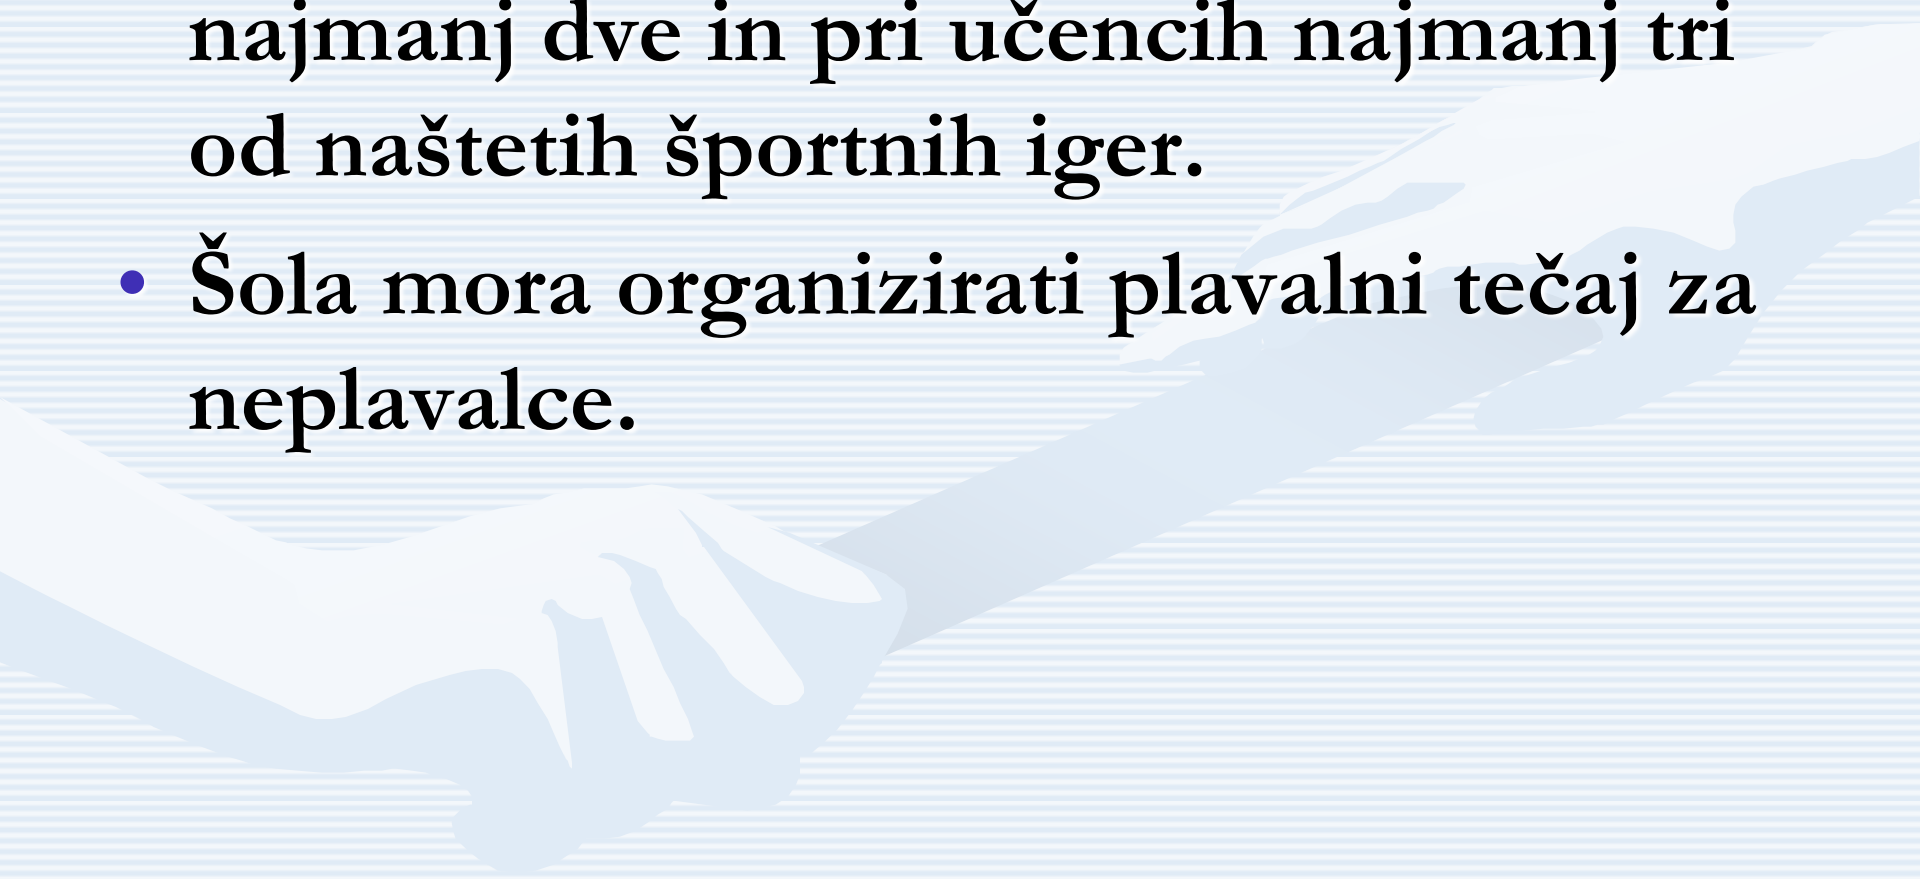 najmanj dve in pri učencih najmanj tri
od naštetih športnih iger.
• Šola mora organizirati plavalni tečaj za
neplavalce.